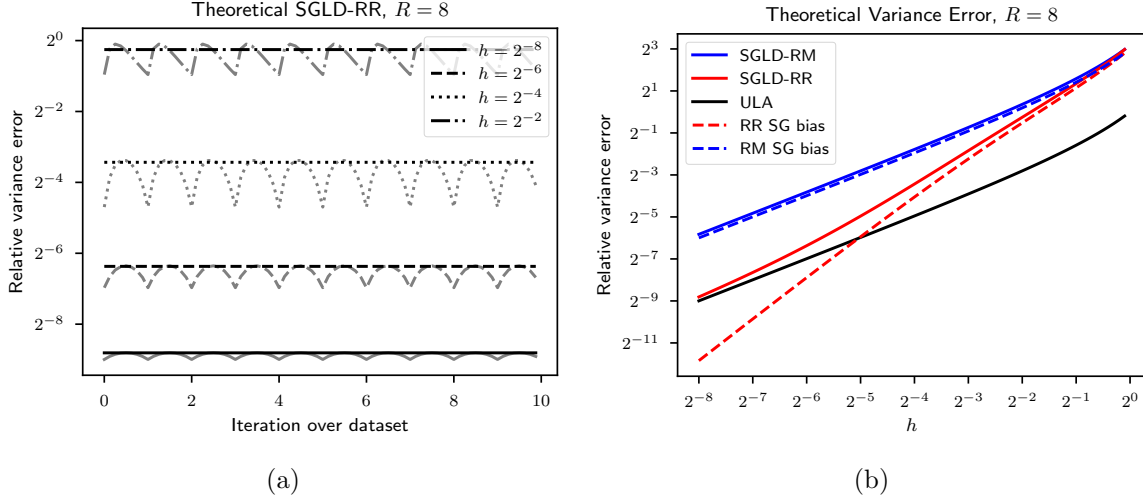 Theoretical SGLD-RR, $R = 8$
Relative variance error
2^0
2^{-2}
2^{-4}
2^{-6}
2^{-8}
h = 2^{-8}
h = 2^{-6}
h = 2^{-4}
h = 2^{-2}
0 2 4 6 8 10
Iteration over dataset
(a)
Theoretical Variance Error, $R = 8$
Relative variance error
2^3
2^1
2^{-1}
2^{-3}
2^{-5}
2^{-7}
2^{-9}
2^{-11}
SGLD-RM
SGLD-RR
ULA
RR SG bias
RM SG bias
2^{-8} 2^{-7} 2^{-6} 2^{-5} 2^{-4} 2^{-3} 2^{-2} 2^{-1} 2^0
h
(b)